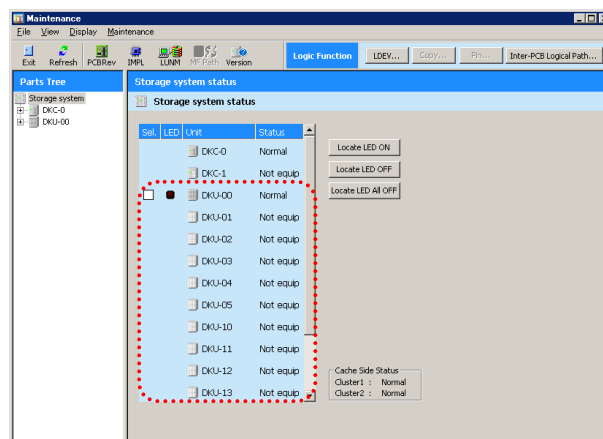 Maintenance
File View Display Maintenance
Exit Refresh PCBRev IMPL LUNM MF Path Version Logic Function LDEV... Copy... Pin... Inter-PCB Logical Path...
Parts Tree Storage system status
Storage system
DKC-0
DKU-00
Storage system status
Sel. LED Unit Status
DKC-0 Normal
DKC-1 Not equip
DKU-00 Normal
DKU-01 Not equip
DKU-02 Not equip
DKU-03 Not equip
DKU-04 Not equip
DKU-05 Not equip
DKU-10 Not equip
DKU-11 Not equip
DKU-12 Not equip
DKU-13 Not equip
Locate LED ON
Locate LED OFF
Locate LED All OFF
Cache Side Status
Cluster1 : Normal
Cluster2 : Normal